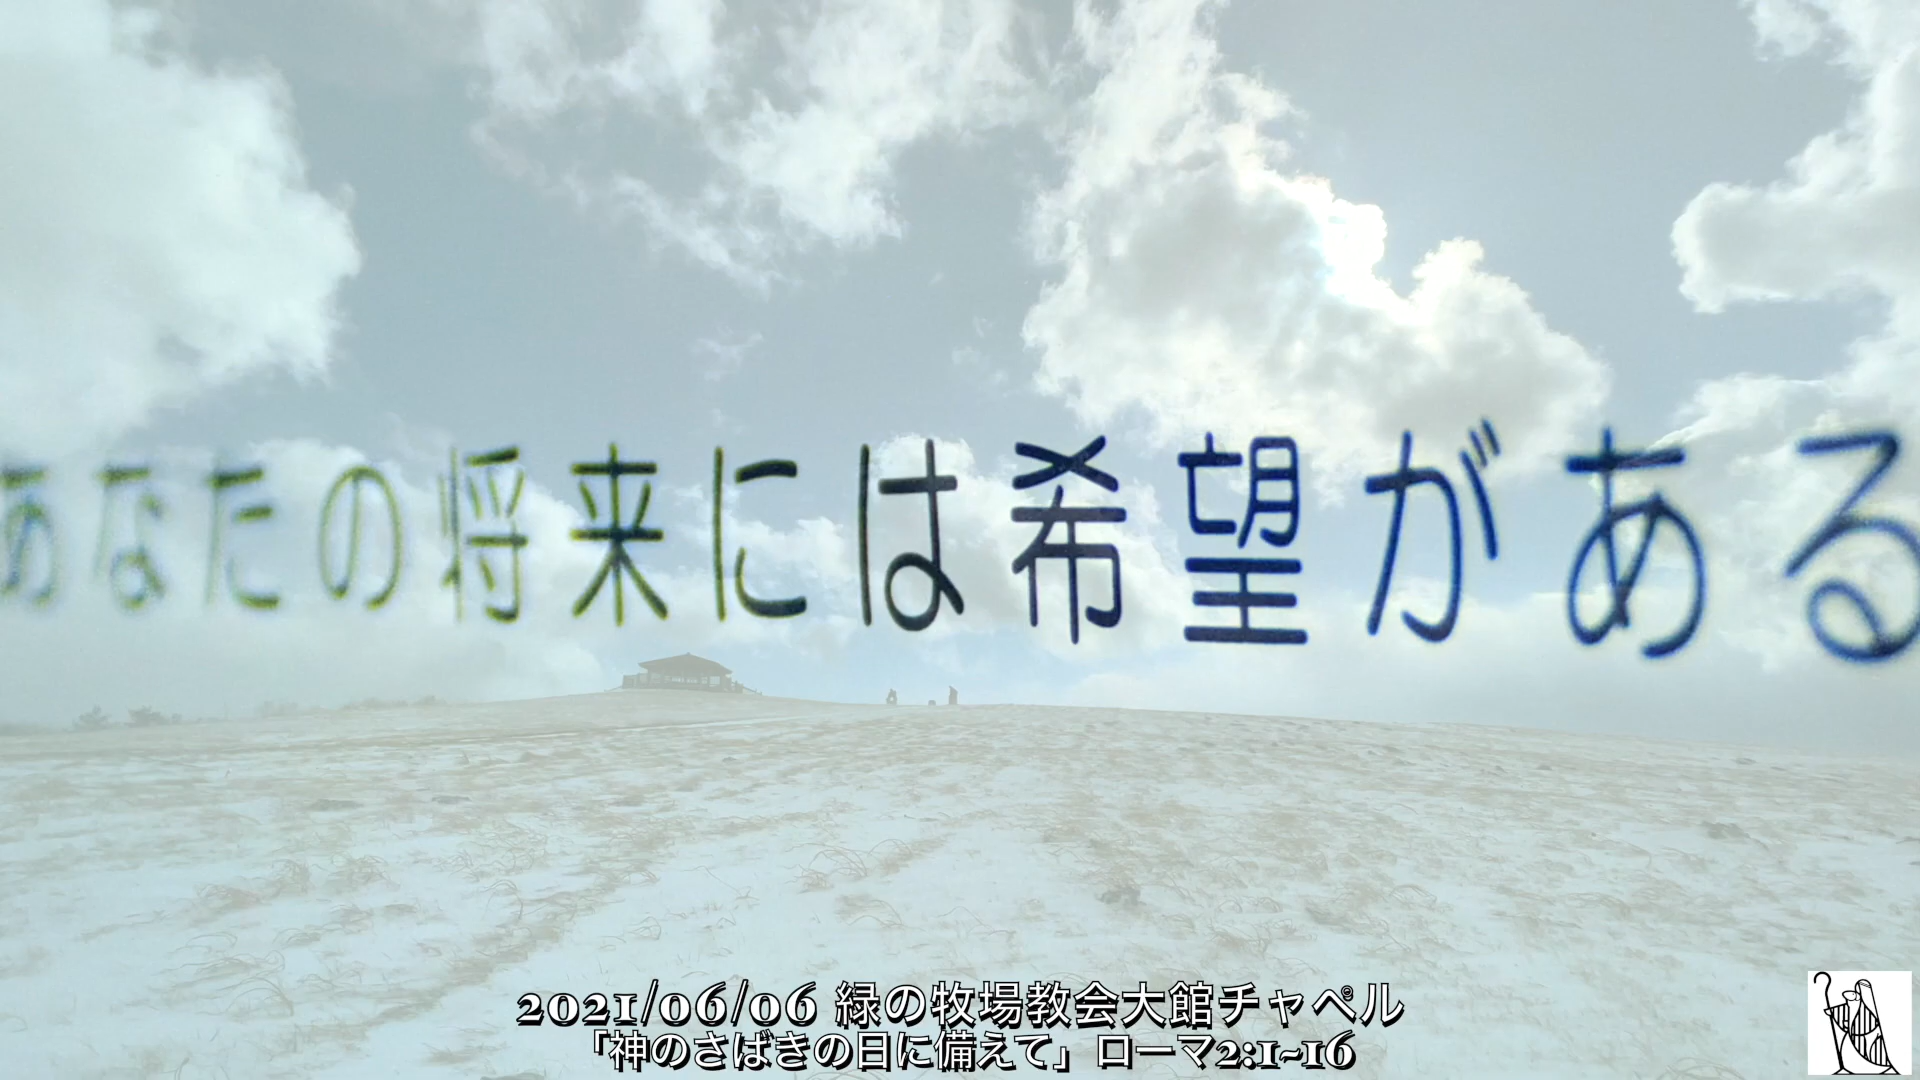 あなたの将来には希望がある
2021/06/06 緑の牧場教会大館チャペル
「神のさばきの日に備えて」ローマ2:1~16